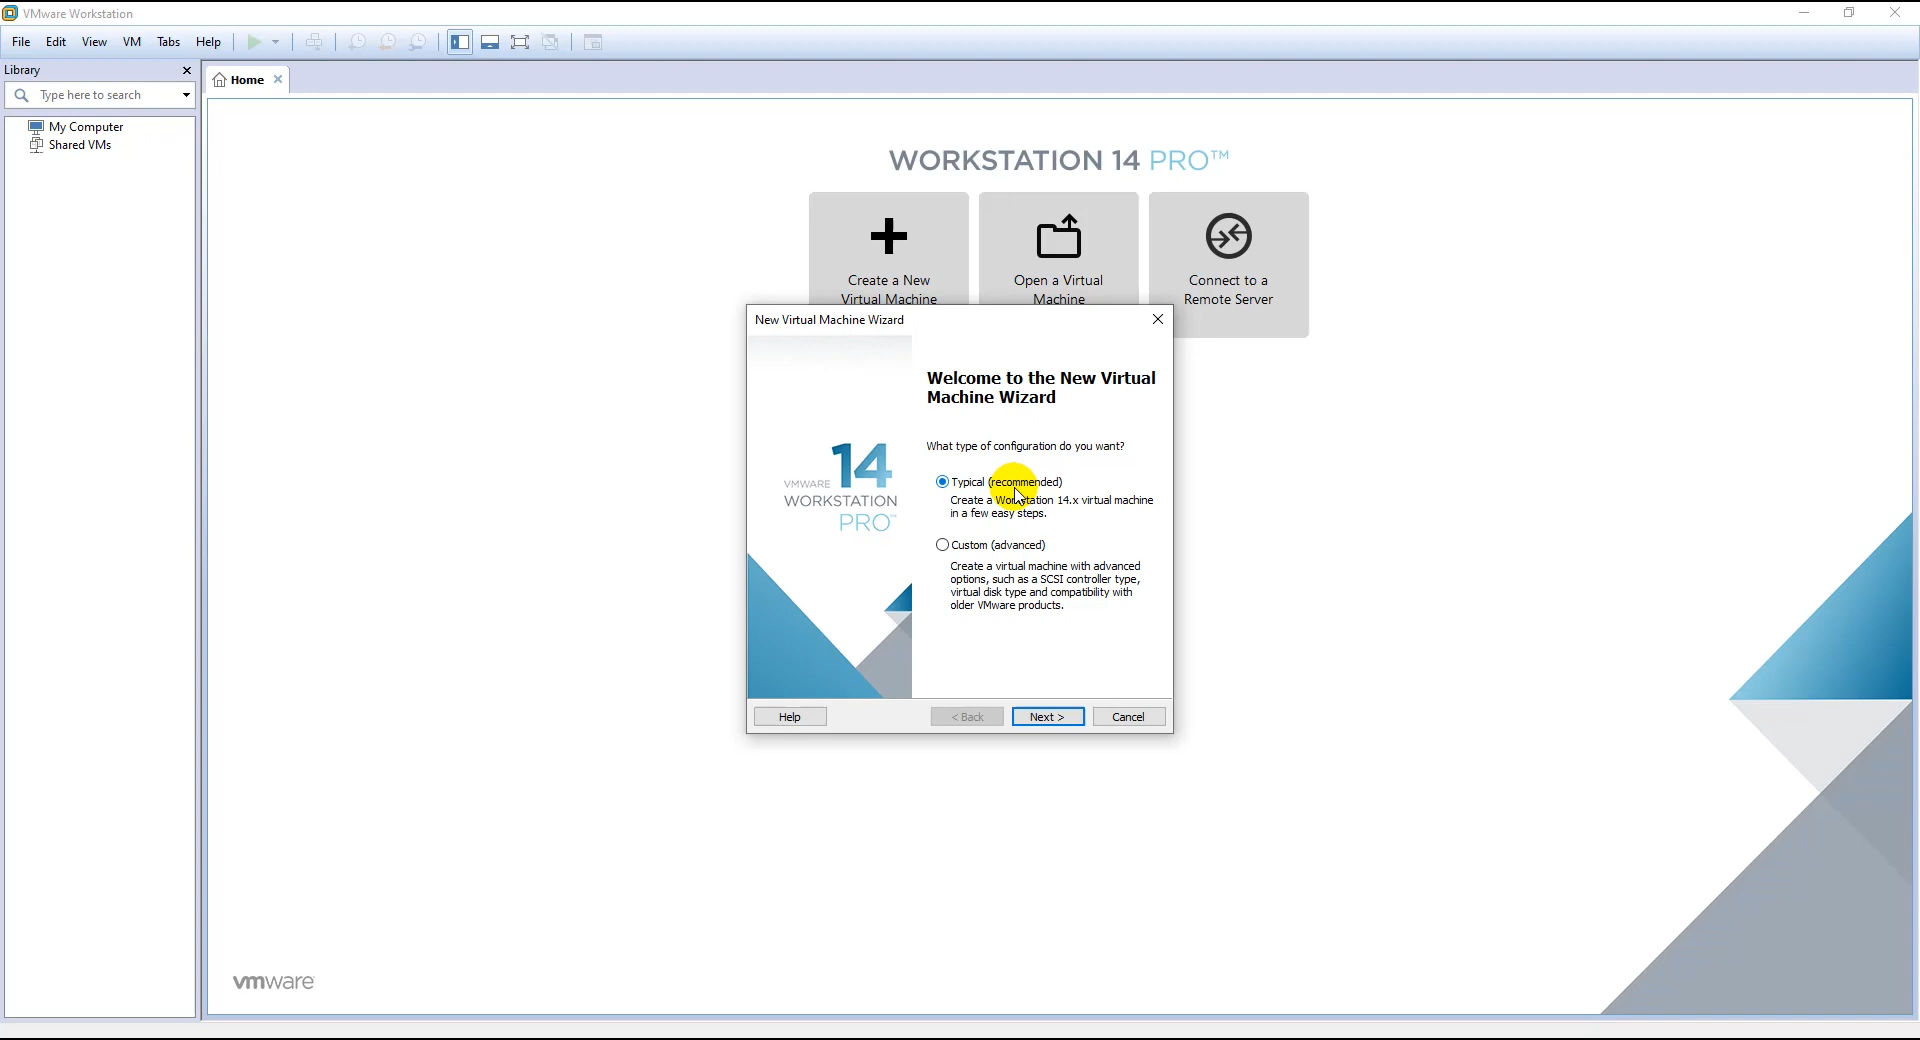 VMware Workstation
File Edit View VM Tabs Help
Library
Type here to search
My Computer
Shared VMs
Home
WORKSTATION 14 PRO™
Create a New
Virtual Machine
Open a Virtual
Machine
Connect to a
Remote Server
New Virtual Machine Wizard
14
VMWARE
WORKSTATION
PRO™
Welcome to the New Virtual
Machine Wizard
What type of configuration do you want?
Typical (recommended)
Create a Workstation 14.x virtual machine
in a few easy steps.
Custom (advanced)
Create a virtual machine with advanced
options, such as a SCSI controller type,
virtual disk type and compatibility with
older VMware products.
Help
< Back
Next >
Cancel
vmware